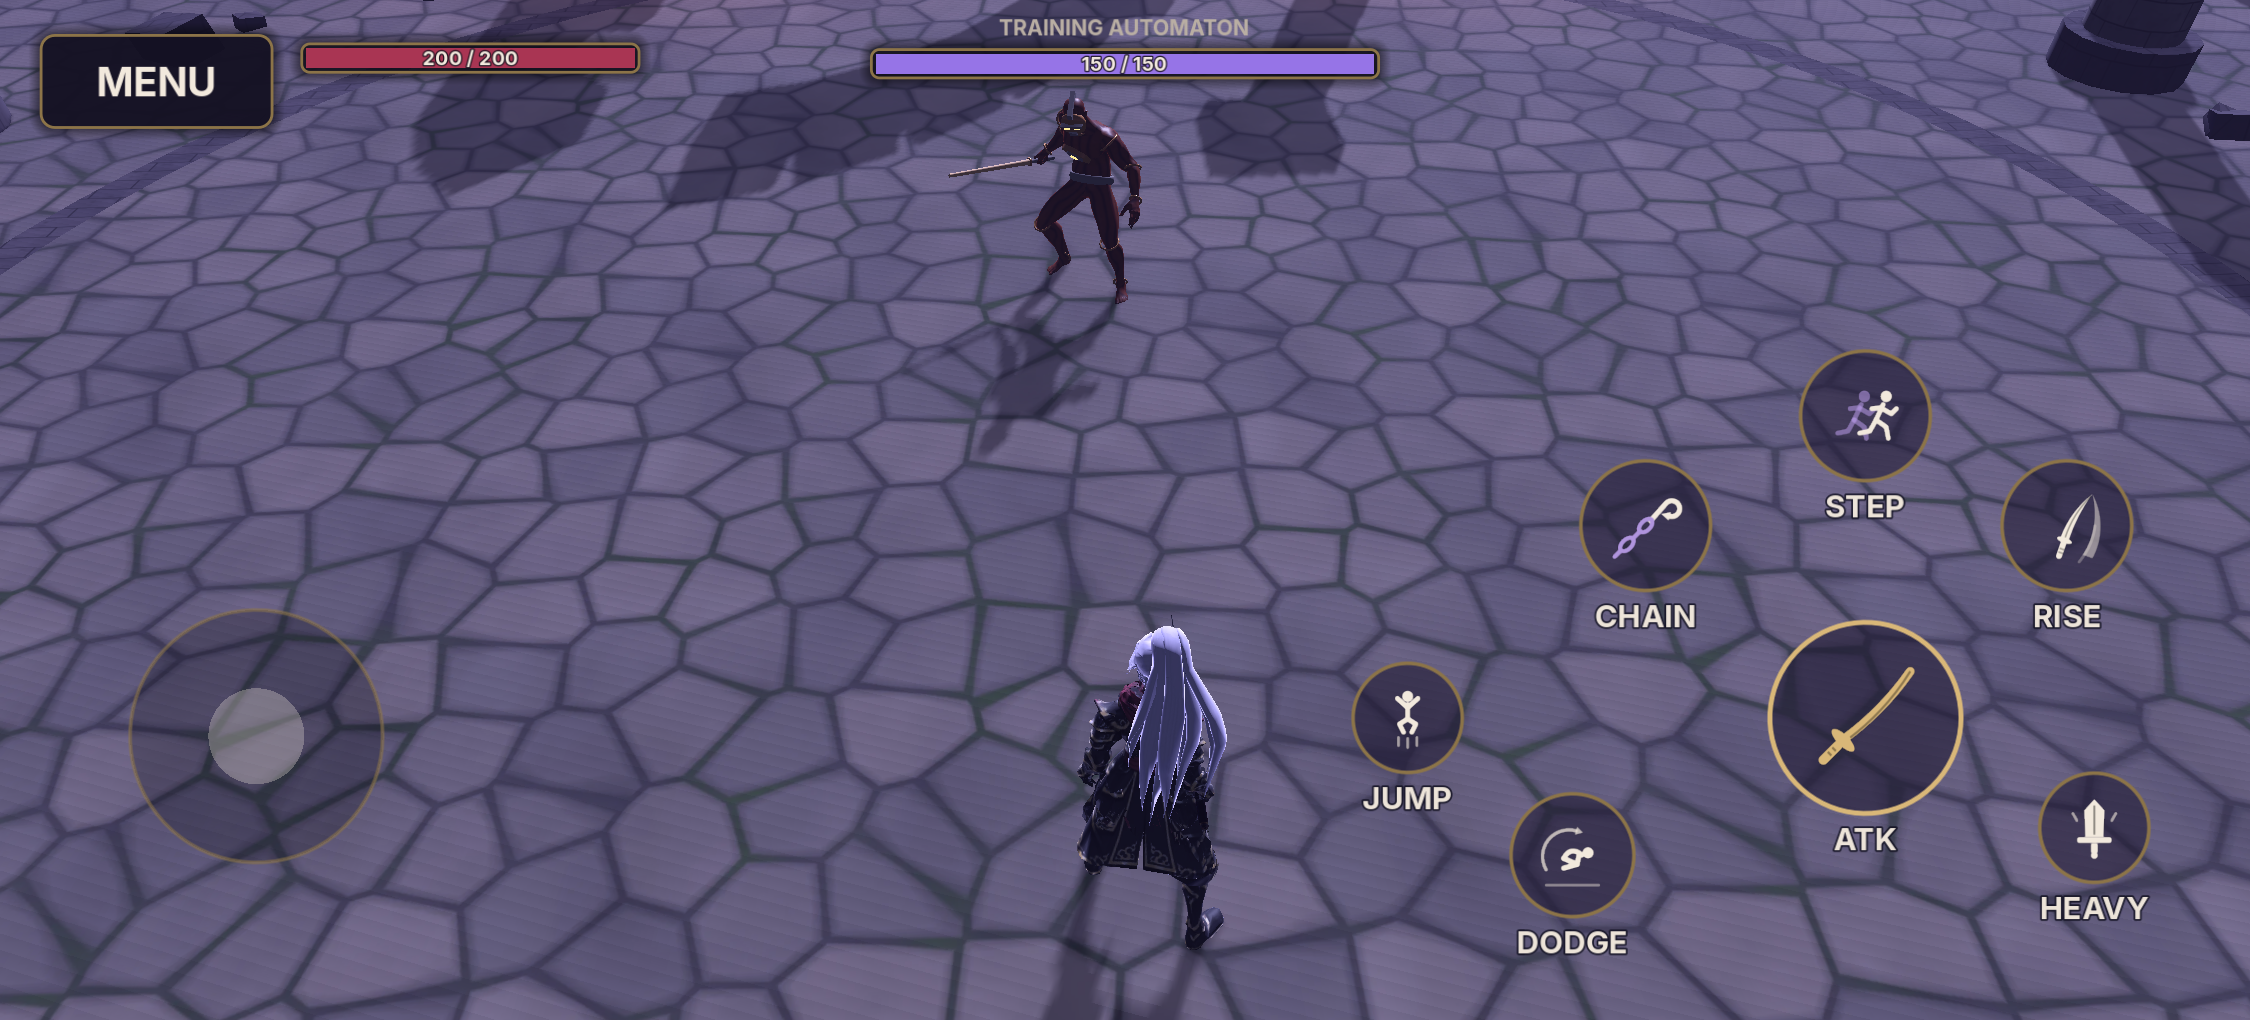 MENU
200 / 200
TRAINING AUTOMATON
150 / 150
STEP
CHAIN
RISE
JUMP
ATK
HEAVY
DODGE